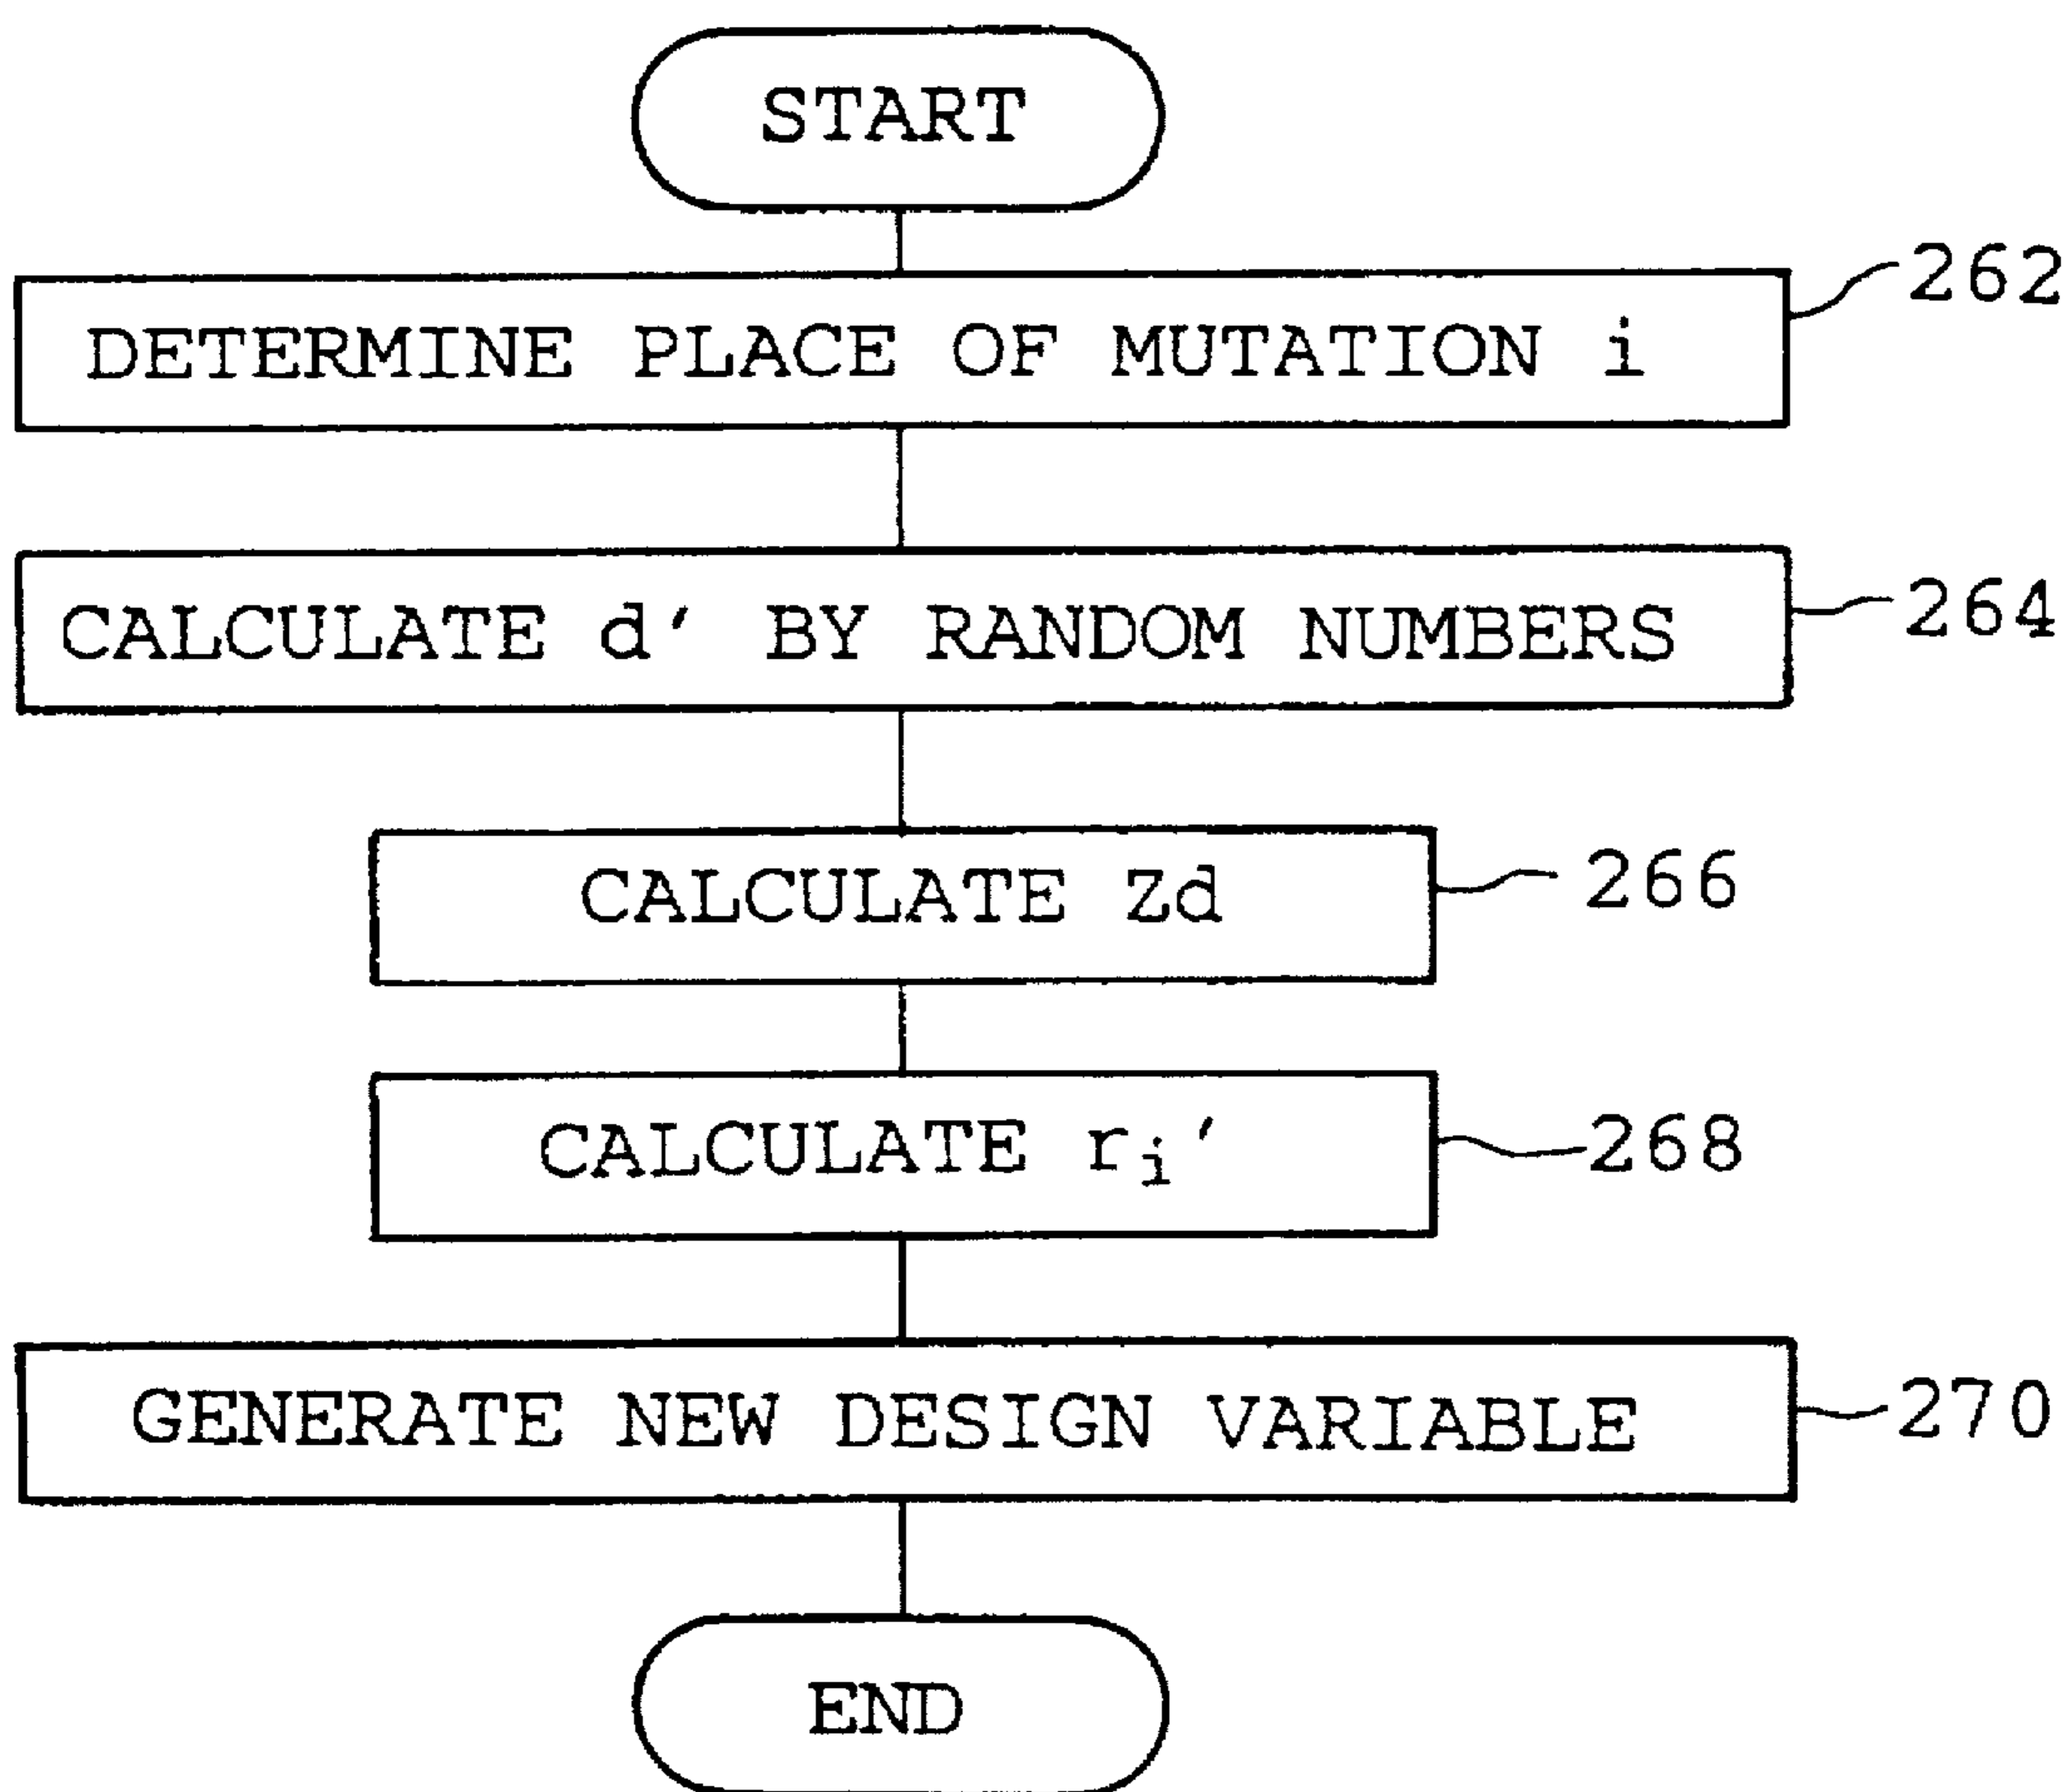 START
262
DETERMINE PLACE OF MUTATION i
264
CALCULATE d' BY RANDOM NUMBERS
CALCULATE Zd
266
CALCULATE ri'
268
GENERATE NEW DESIGN VARIABLE
270
END